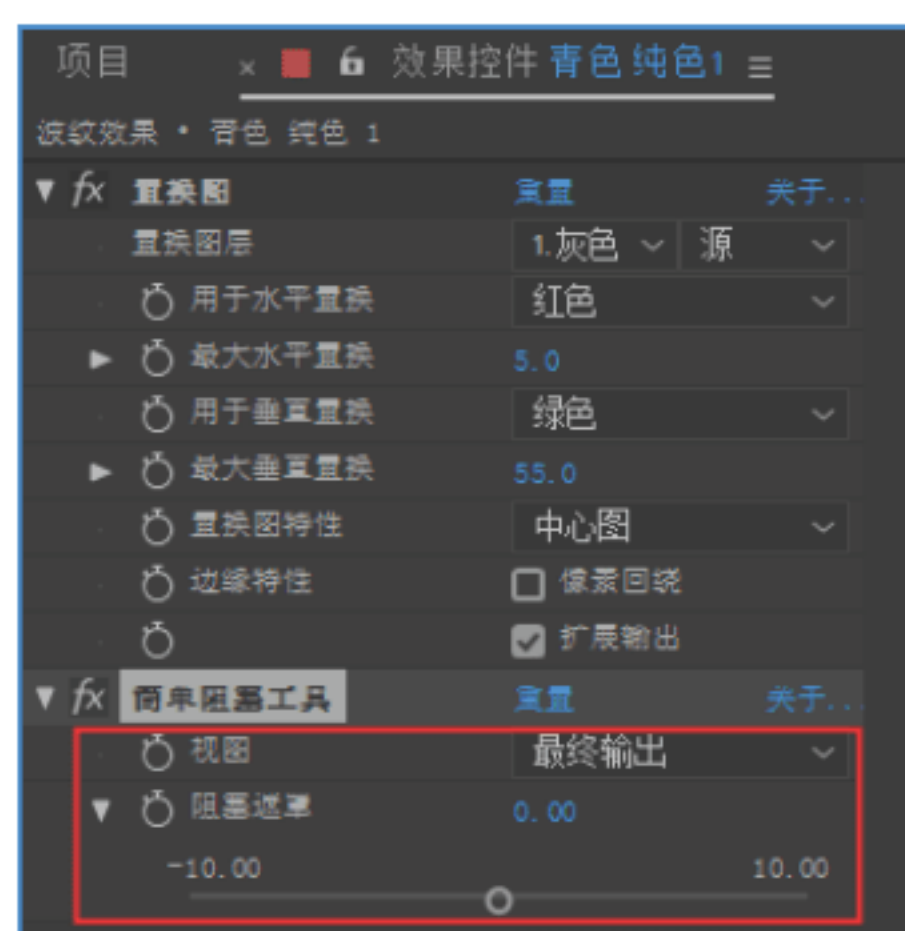 项目 × 效果控件 青色 纯色1 ≡
波纹效果 • 青色 纯色 1
fx 置换图 重置 关于...
置换图层 1.灰色 源
用于水平置换 红色
最大水平置换 5.0
用于垂直置换 绿色
最大垂直置换 55.0
置换图特性 中心图
边缘特性 像素回绕
扩展输出
fx 简单阻塞工具 重置 关于...
视图 最终输出
阻塞遮罩 0.00
-10.00 10.00